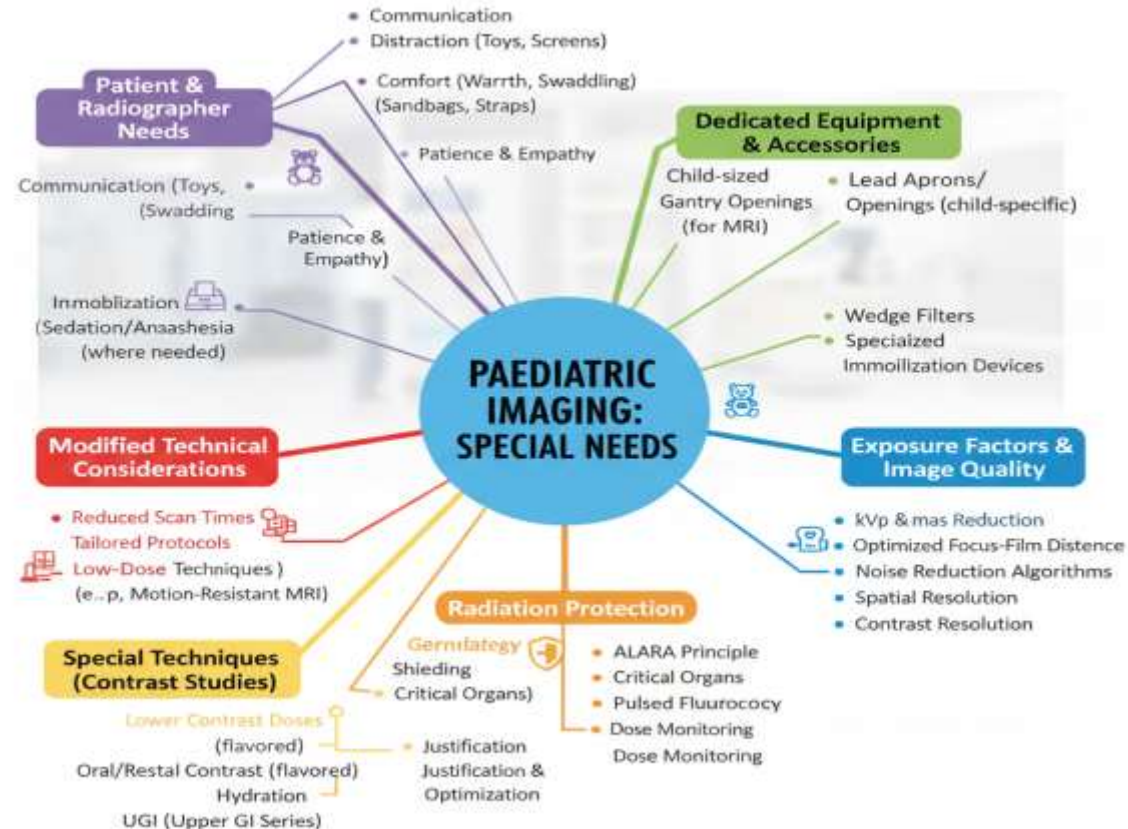 Communication
Distraction (Toys, Screens)
Patient &
Radiographer
Needs
Comfort (Warrth, Swaddling)
(Sandbags, Straps)
Patience & Empathy
Communication (Toys,
(Swadding
Patience &
Empathy)
Inmoblization
(Sedation/Anaashesia
(where needed)
Dedicated Equipment
& Accessories
Child-sized
Gantry Openings
(for MRI)
Lead Aprons/
Openings (child-specific)
Wedge Filters
Speciaized
Immoilization Devices
PAEDIATRIC
IMAGING:
SPECIAL NEEDS
Modified Technical
Considerations
Reduced Scan Times
Tailored Protocols
Low-Dose Techniques )
(e..p, Motion-Resistant MRI)
Exposure Factors &
Image Quality
kVp & mas Reduction
Optimized Focus-Film Distence
Noise Reduction Algorithms
Spatial Resolution
Contrast Resolution
Radiation Protection
Germilategy
Shieding
Critical Organs)
ALARA Principle
Critical Organs
Pulsed Fluurococy
Dose Monitoring
Dose Monitoring
Special Techniques
(Contrast Studies)
Lower Contrast Doses
(flavored)
Oral/Restal Contrast (flavored)
Hydration
UGI (Upper GI Series)
Justification
Justification &
Optimization